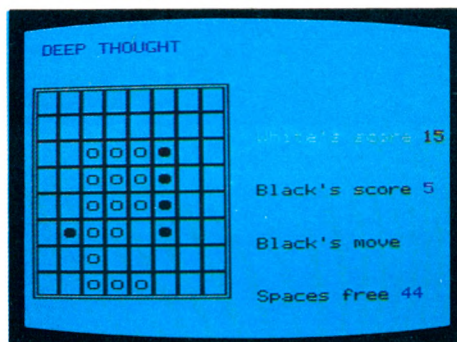 DEEP THOUGHT
White's score 15
Black's score 5
Black's move
Spaces free 44